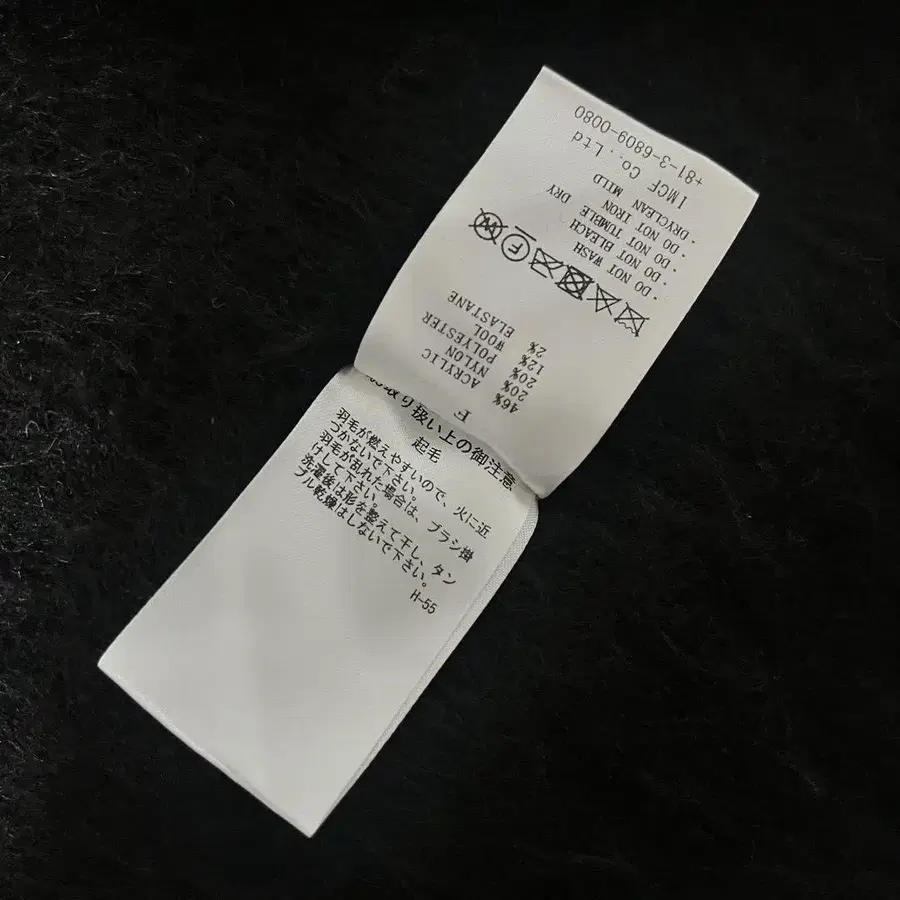 F
46% ACRYLIC
20% NYLON
20% POLYESTER
12% WOOL
2% ELASTANE
F W
・DO NOT WASH
・DO NOT BLEACH
・DO NOT TUMBLE DRY
・DO NOT IRON
・DRYCLEAN MILD
IMCF Co.,Ltd
+81-3-6809-0080
取り扱い上の御注意
起毛
羽毛が燃えやすいので、火に近
づかないで下さい。
羽毛が乱れた場合は、ブラシ掛
けして下さい。
洗濯後は形を整えて干し、タン
ブル乾燥はしないで下さい。
H-55